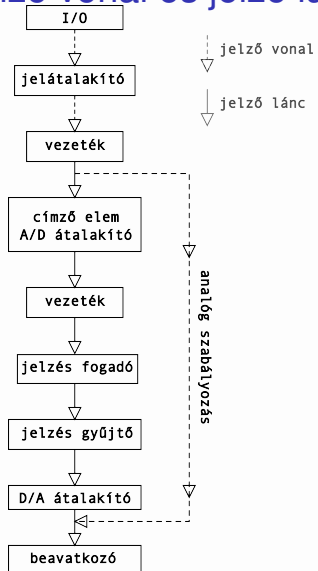 I/O
jelző vonal
jelátalakító
jelző lánc
vezeték
címző elem
A/D átalakító
analóg szabályozás
vezeték
jelzés fogadó
jelzés gyűjtő
D/A átalakító
beavatkozó